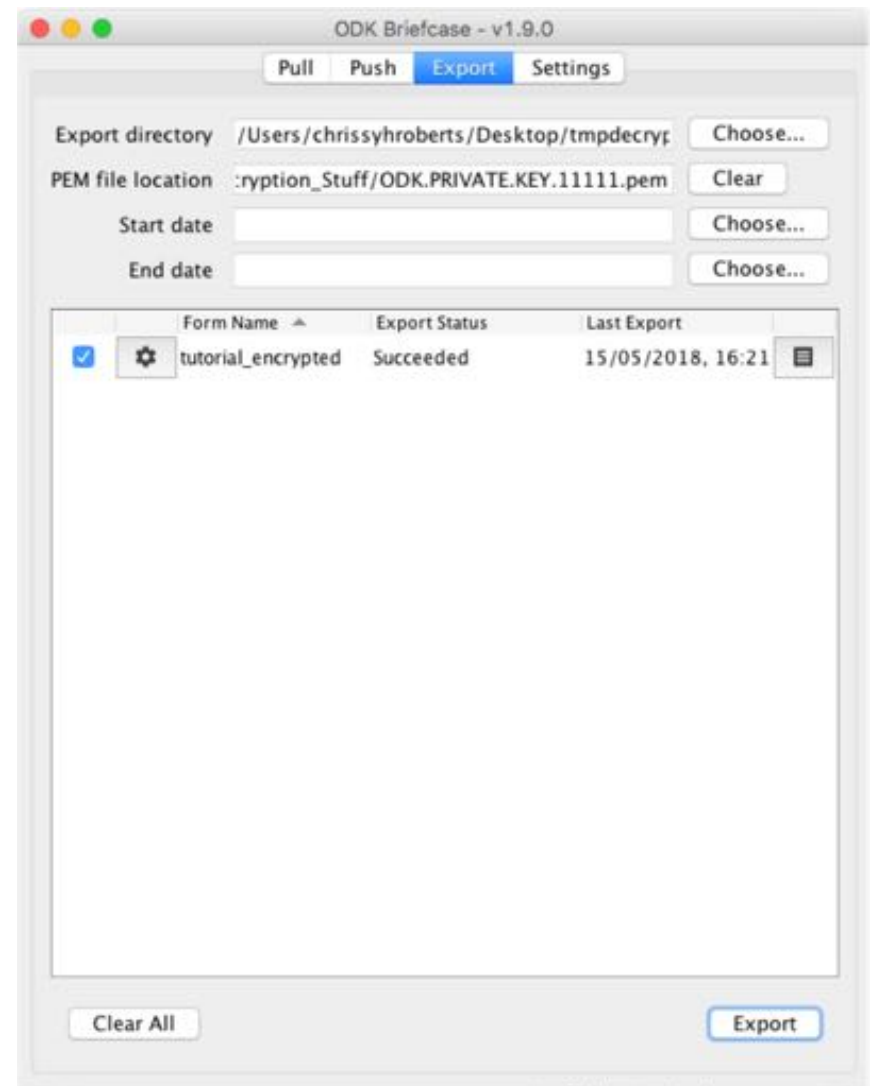 ODK Briefcase - v1.9.0
Pull Push Export Settings
Export directory /Users/chrissyhroberts/Desktop/tmpdecryp Choose...
PEM file location :ryption_Stuff/ODK.PRIVATE.KEY.11111.pem Clear
Start date Choose...
End date Choose...
Form Name Export Status Last Export
tutorial_encrypted Succeeded 15/05/2018, 16:21
Clear All Export